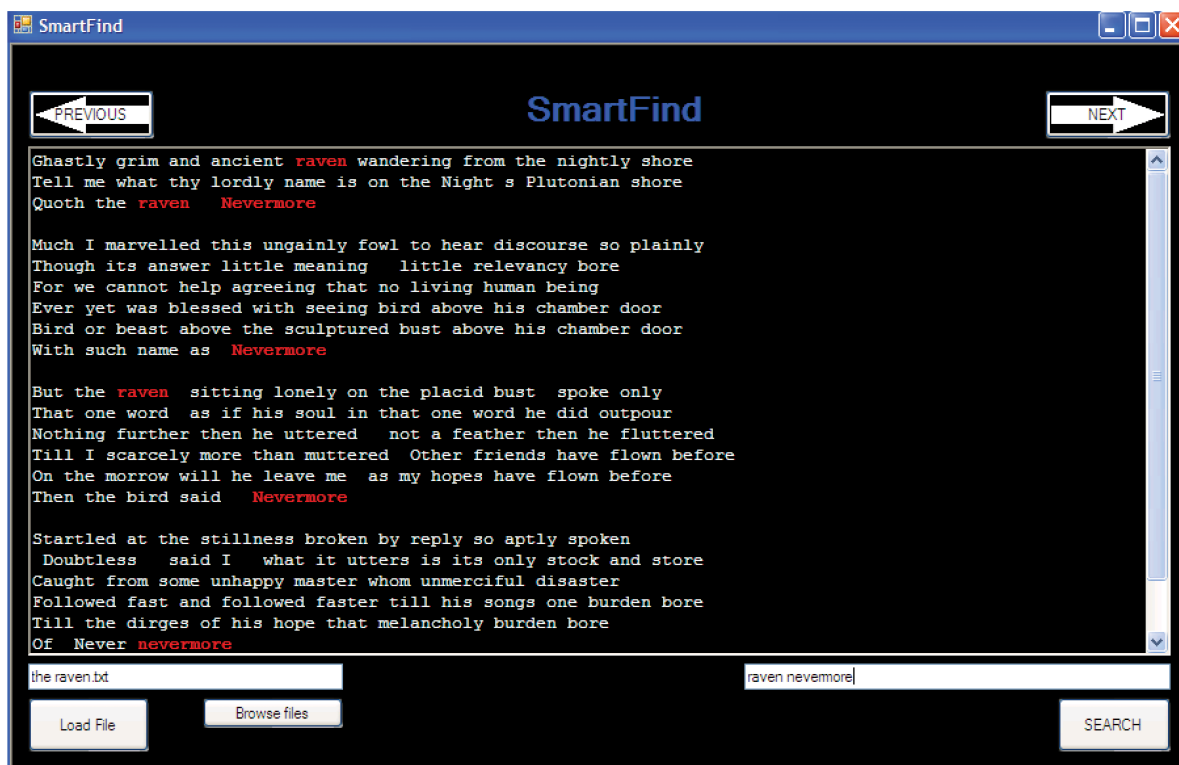 SmartFind
PREVIOUS
SmartFind
NEXT
Ghastly grim and ancient raven wandering from the nightly shore
Tell me what thy lordly name is on the Night s Plutonian shore
Quoth the raven   Nevermore
Much I marvelled this ungainly fowl to hear discourse so plainly
Though its answer little meaning   little relevancy bore
For we cannot help agreeing that no living human being
Ever yet was blessed with seeing bird above his chamber door
Bird or beast above the sculptured bust above his chamber door
With such name as  Nevermore
But the raven  sitting lonely on the placid bust  spoke only
That one word  as if his soul in that one word he did outpour
Nothing further then he uttered   not a feather then he fluttered
Till I scarcely more than muttered  Other friends have flown before
On the morrow will he leave me  as my hopes have flown before
Then the bird said   Nevermore
Startled at the stillness broken by reply so aptly spoken
Doubtless   said I   what it utters is its only stock and store
Caught from some unhappy master whom unmerciful disaster
Followed fast and followed faster till his songs one burden bore
Till the dirges of his hope that melancholy burden bore
Of  Never nevermore
the raven.txt
raven nevermore
Load File
Browse files
SEARCH